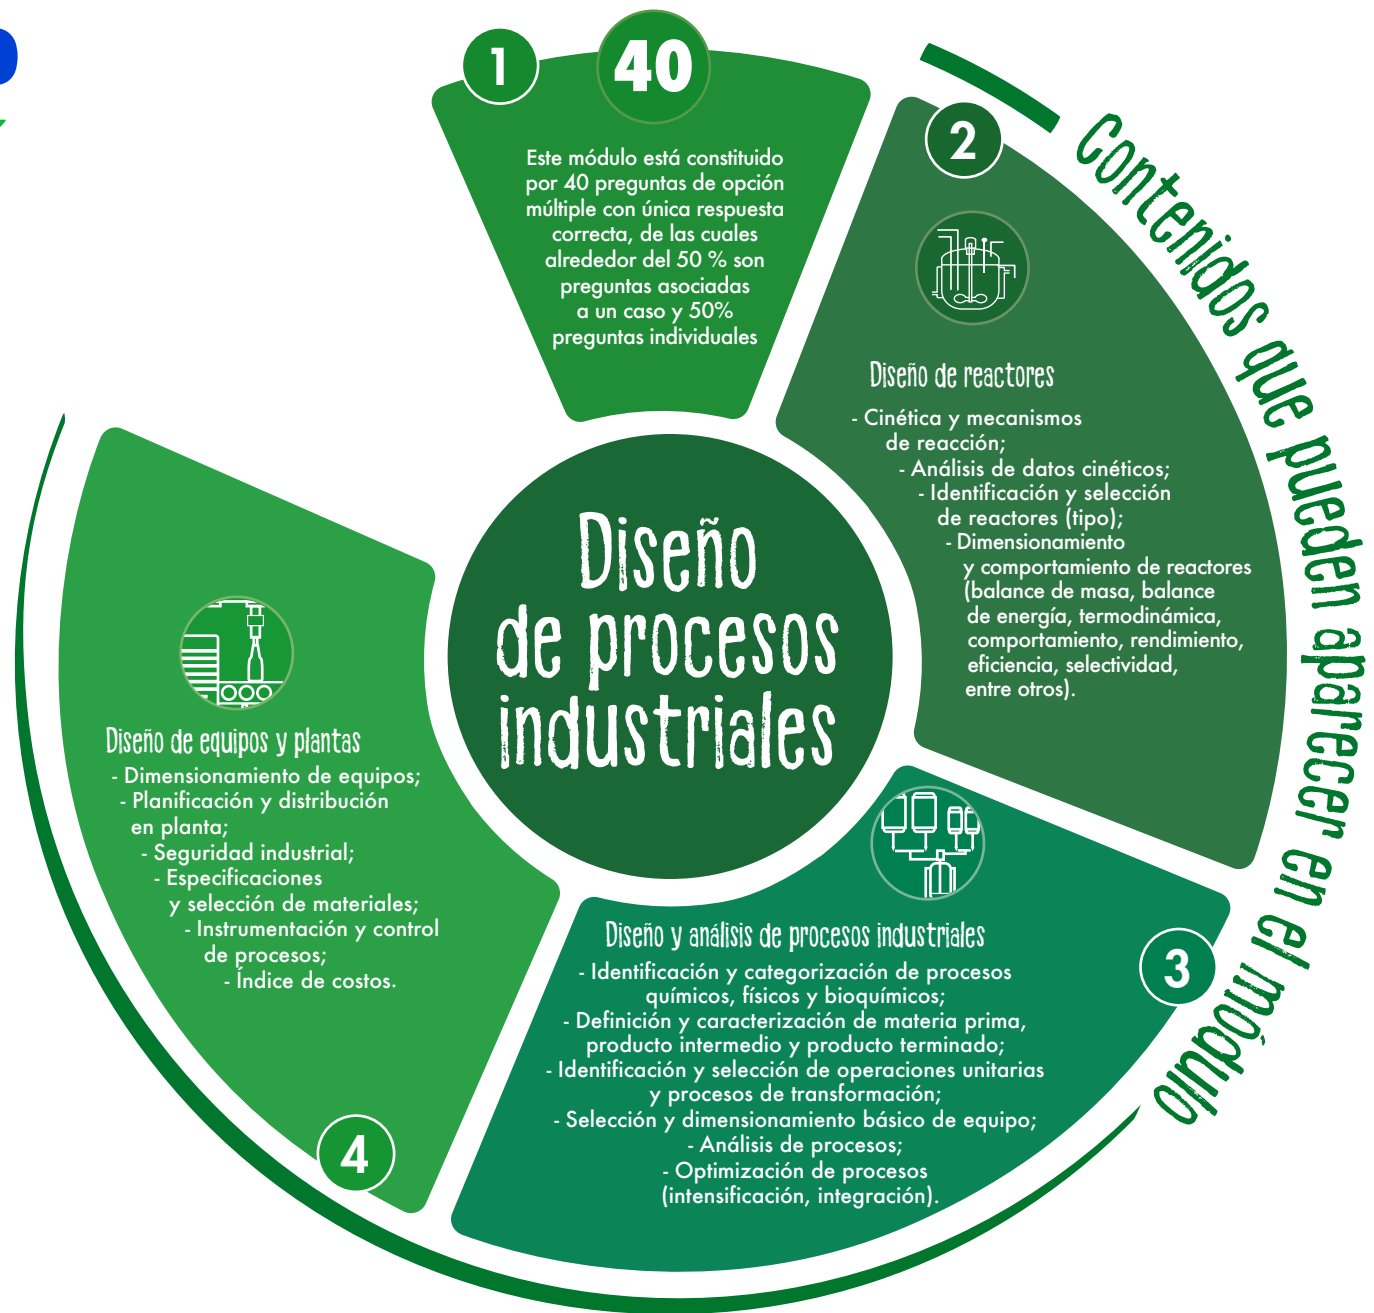 1
40
Este módulo está constituido
por 40 preguntas de opción
múltiple con única respuesta
correcta, de las cuales
alrededor del 50 % son
preguntas asociadas
a un caso y 50%
preguntas individuales
2
Contenidos que pueden aparecer en el módulo
Diseño de reactores
- Cinética y mecanismos
de reacción;
- Análisis de datos cinéticos;
- Identificación y selección
de reactores (tipo);
- Dimensionamiento
y comportamiento de reactores
(balance de masa, balance
de energía, termodinámica,
comportamiento, rendimiento,
eficiencia, selectividad,
entre otros).
Diseño
de procesos
industriales
3
Diseño y análisis de procesos industriales
- Identificación y categorización de procesos
químicos, físicos y bioquímicos;
- Definición y caracterización de materia prima,
producto intermedio y producto terminado;
- Identificación y selección de operaciones unitarias
y procesos de transformación;
- Selección y dimensionamiento básico de equipo;
- Análisis de procesos;
- Optimización de procesos
(intensificación, integración).
4
Diseño de equipos y plantas
- Dimensionamiento de equipos;
- Planificación y distribución
en planta;
- Seguridad industrial;
- Especificaciones
y selección de materiales;
- Instrumentación y control
de procesos;
- Índice de costos.